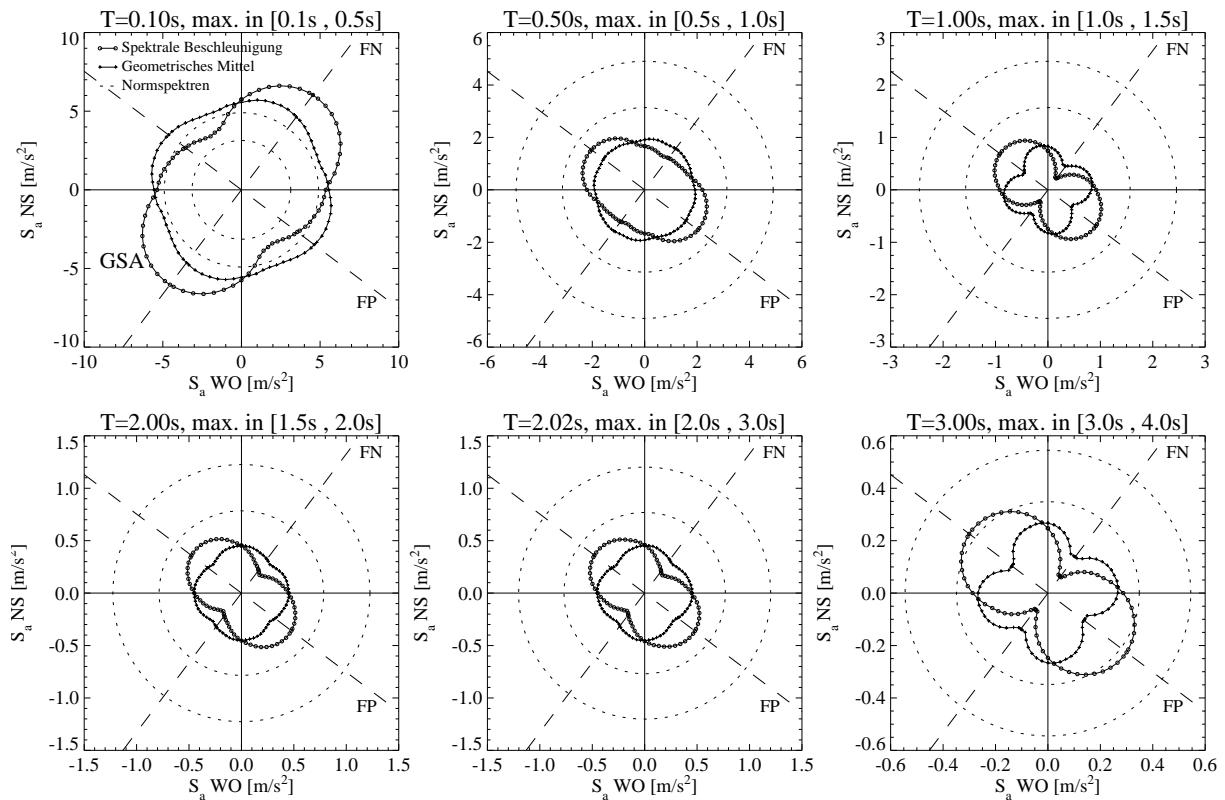 T=0.10s, max. in [0.1s , 0.5s]
T=0.50s, max. in [0.5s , 1.0s]
T=1.00s, max. in [1.0s , 1.5s]
Spektrale Beschleunigung
Geometrisches Mittel
Normspektren
FN
GSA
FP
10
5
0
-5
-10
S_a NS [m/s²]
-10 -5 0 5 10
S_a WO [m/s²]
FN
FP
6
4
2
0
-2
-4
-6
S_a NS [m/s²]
-6 -4 -2 0 2 4 6
S_a WO [m/s²]
FN
FP
3
2
1
0
-1
-2
-3
S_a NS [m/s²]
-3 -2 -1 0 1 2 3
S_a WO [m/s²]
T=2.00s, max. in [1.5s , 2.0s]
T=2.02s, max. in [2.0s , 3.0s]
T=3.00s, max. in [3.0s , 4.0s]
FN
FP
1.5
1.0
0.5
0.0
-0.5
-1.0
-1.5
S_a NS [m/s²]
-1.5 -1.0 -0.5 0.0 0.5 1.0 1.5
S_a WO [m/s²]
FN
FP
1.5
1.0
0.5
0.0
-0.5
-1.0
-1.5
S_a NS [m/s²]
-1.5 -1.0 -0.5 0.0 0.5 1.0 1.5
S_a WO [m/s²]
FN
FP
0.6
0.4
0.2
0.0
-0.2
-0.4
-0.6
S_a NS [m/s²]
-0.6 -0.4 -0.2 0.0 0.2 0.4 0.6
S_a WO [m/s²]